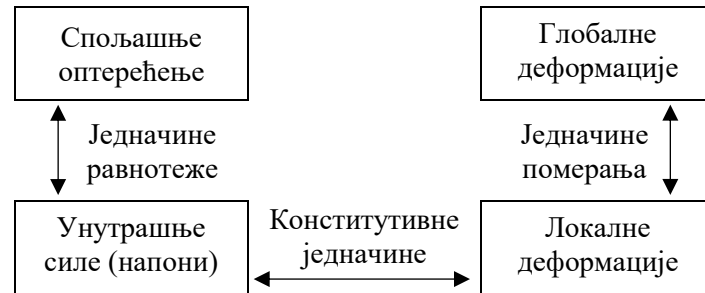 Спољашње
оптерећење
Глобалне
деформације
Једначине
равнотеже
Једначине
померања
Унутрашње
силе (напони)
Конститутивне
једначине
Локалне
деформације